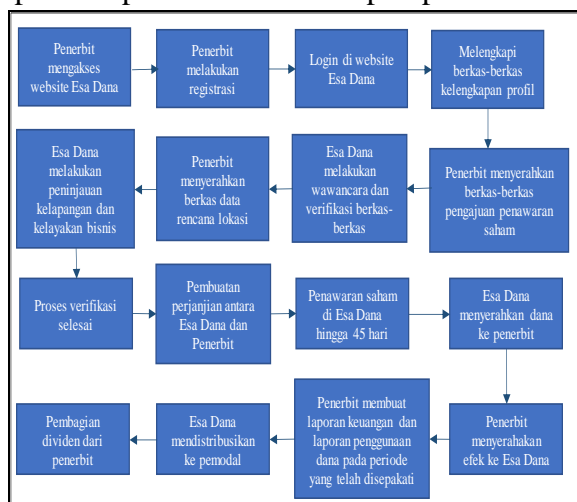 Penerbit
mengakses
website Esa Dana
Penerbit
melakukan
registrasi
Login di website
Esa Dana
Melengkapi
berkas-berkas
kelengkapan profil
Penerbit menyerahkan
berkas-berkas
pengajuan penawaran
saham
Esa Dana
melakukan
wawancara dan
verifikasi berkas-
berkas
Penerbit
menyerahkan
berkas data
rencana lokasi
Esa Dana
melakukan
peninjauan
kelapangan dan
kelayakan bisnis
Proses verifikasi
selesai
Pembuatan
perjanjian antara
Esa Dana dan
Penerbit
Penawaran saham
di Esa Dana
hingga 45 hari
Esa Dana
menyerahkan dana
ke penerbit
Penerbit
menyerahakan
efek ke Esa Dana
Penerbit membuat
laporan keuangan dan
laporan penggunaan
dana pada periode
yang telah disepakati
Esa Dana
mendistribusikan
ke pemodal
Pembagian
dividen dari
penerbit